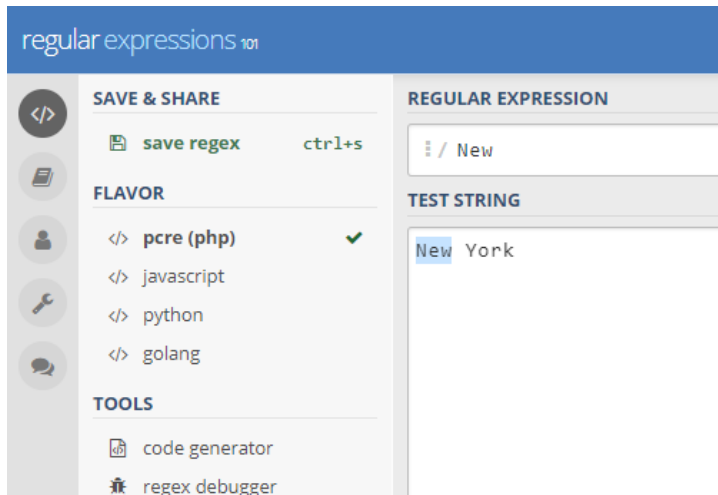 regular expressions 101
SAVE & SHARE
save regex ctrl+s
FLAVOR
</> pcre (php)
</> javascript
</> python
</> golang
TOOLS
code generator
regex debugger
REGULAR EXPRESSION
/ New
TEST STRING
New York